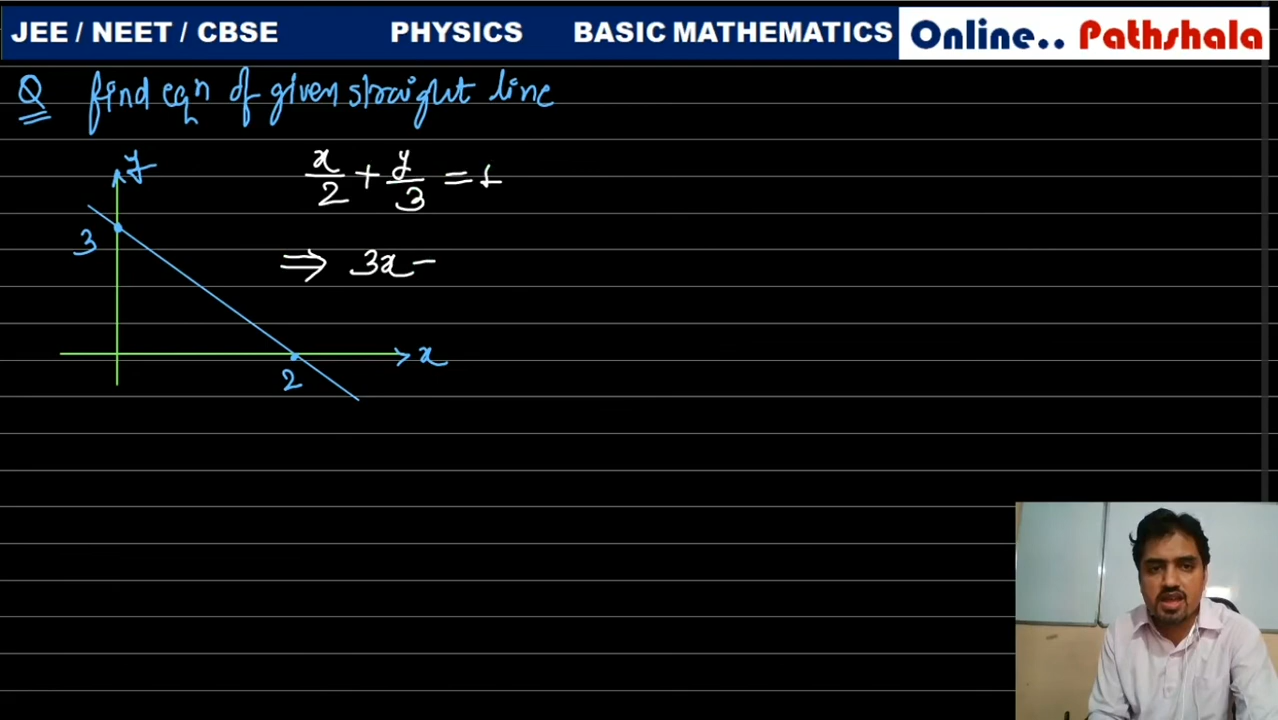 JEE / NEET / CBSE PHYSICS BASIC MATHEMATICS Online.. Pathshala
Q find eqn of given straight line
y
x/2 + y/3 = 1
3
⇒ 3x -
x
2